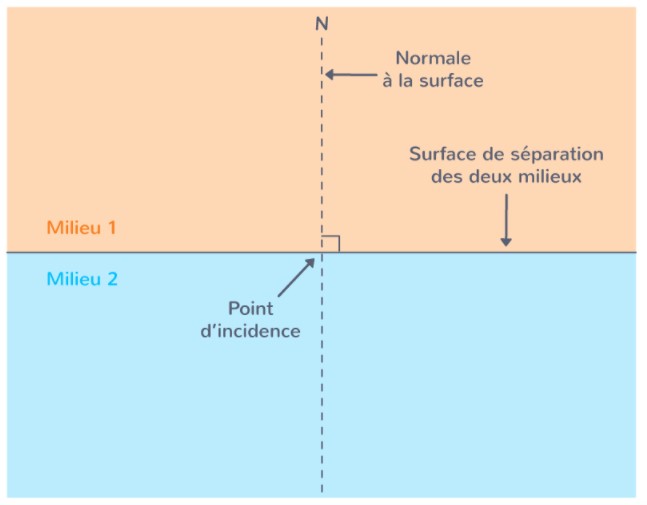 N
Normale
à la surface
Surface de séparation
des deux milieux
Milieu 1
Milieu 2
Point
d'incidence